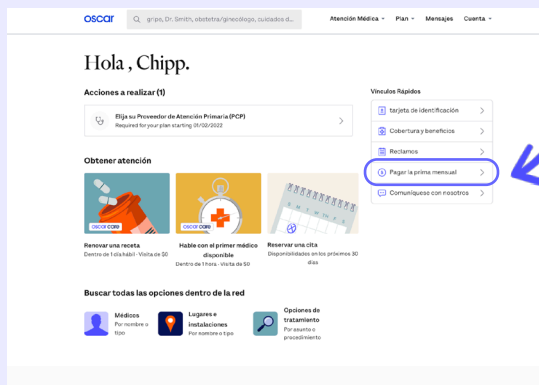 oscar
gripe, Dr. Smith, obstetra/ginecólogo, cuidados d...
Atención Médica
Plan
Mensajes
Cuenta
Hola , Chipp.
Acciones a realizar (1)
Elija su Proveedor de Atención Primaria (PCP)
Required for your plan starting 01/02/2022
Vínculos Rápidos
tarjeta de identificación
Cobertura y beneficios
Reclamos
Pagar la prima mensual
Comuníquese con nosotros
Obtener atención
oscar care
oscar care
Renovar una receta
Dentro de 1 día hábil - Visita de $0
Hable con el primer médico
disponible
Dentro de 1 hora - Visita de $0
Reservar una cita
Disponibilidades en los próximos 30
días
Buscar todas las opciones dentro de la red
Médicos
Por nombre o
tipo
Lugares e
instalaciones
Por nombre o tipo
Opciones de
tratamiento
Por asunto o
procedimiento